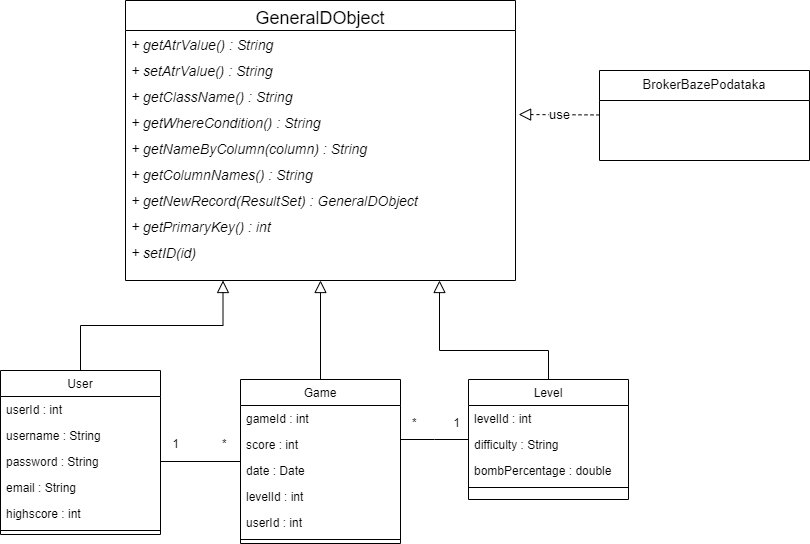 GeneralDObject
+ getAtrValue() : String
+ setAtrValue() : String
+ getClassName() : String
+ getWhereCondition() : String
+ getNameByColumn(column) : String
+ getColumnNames() : String
+ getNewRecord(ResultSet) : GeneralDObject
+ getPrimaryKey() : int
+ setID(id)
BrokerBazePodataka
use
User
userId : int
username : String
password : String
email : String
highscore : int
1
*
Game
gameId : int
score : int
date : Date
levelId : int
userId : int
*
1
Level
levelId : int
difficulty : String
bombPercentage : double